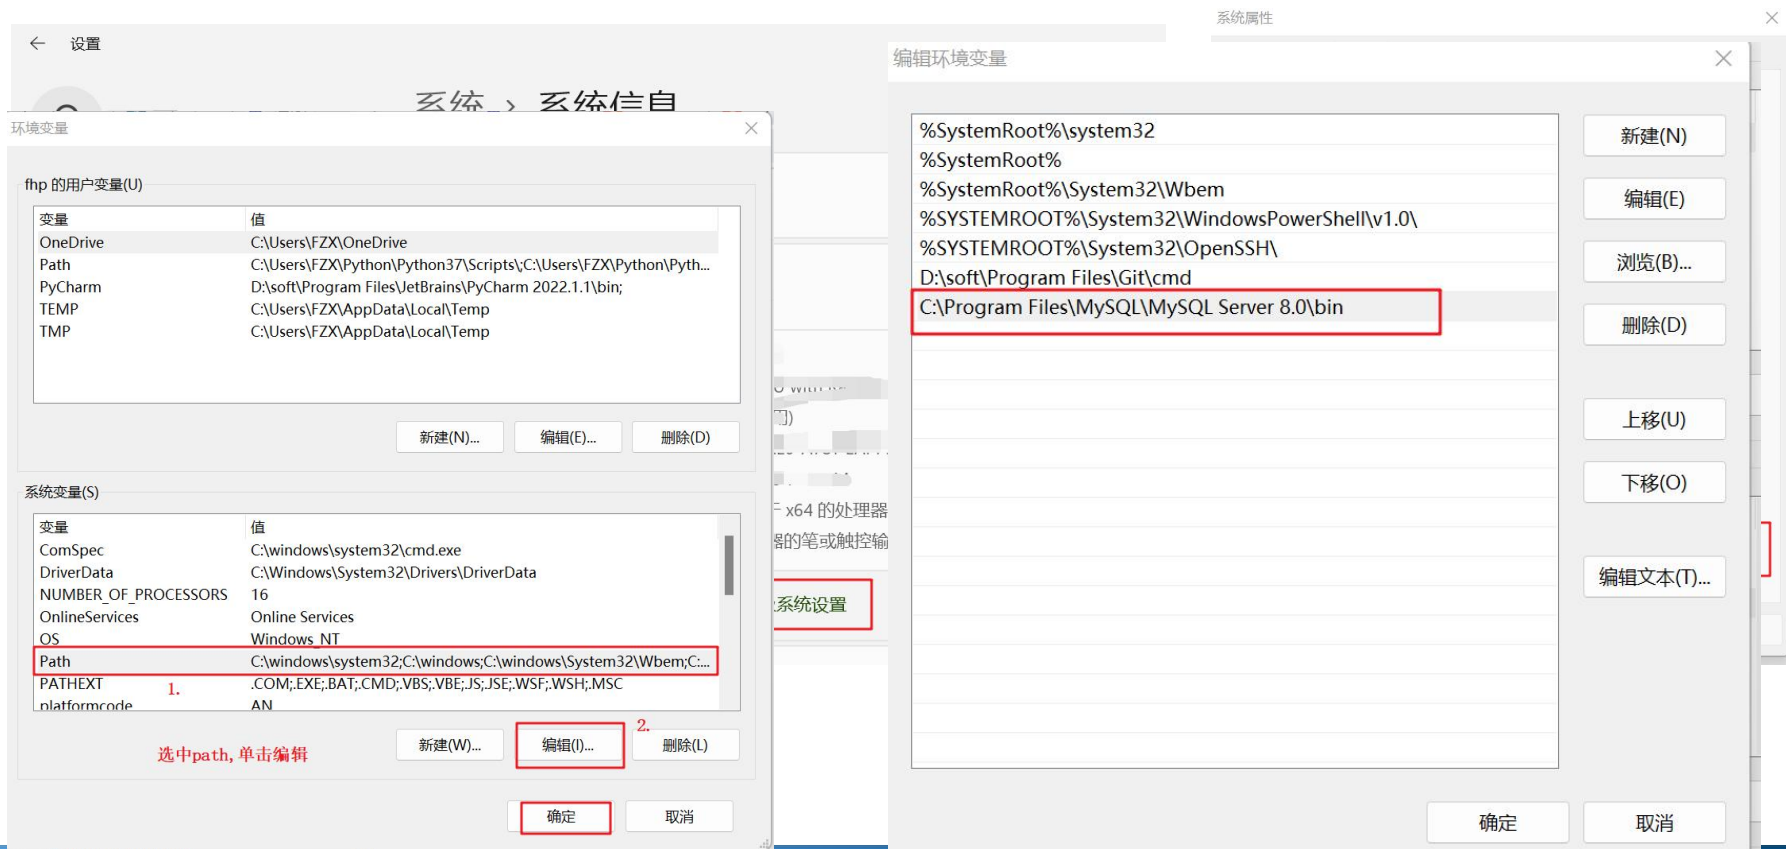 设置
系统 › 系统信息
环境变量
fhp 的用户变量(U)
变量 值
OneDrive C:\Users\FZX\OneDrive
Path C:\Users\FZX\Python\Python37\Scripts\;C:\Users\FZX\Python\Pyth...
PyCharm D:\soft\Program Files\JetBrains\PyCharm 2022.1.1\bin;
TEMP C:\Users\FZX\AppData\Local\Temp
TMP C:\Users\FZX\AppData\Local\Temp
新建(N)... 编辑(E)... 删除(D)
系统变量(S)
变量 值
ComSpec C:\windows\system32\cmd.exe
DriverData C:\Windows\System32\Drivers\DriverData
NUMBER_OF_PROCESSORS 16
OnlineServices Online Services
OS Windows_NT
Path C:\windows\system32;C:\windows;C:\windows\System32\Wbem;C:...
PATHEXT .COM;.EXE;.BAT;.CMD;.VBS;.VBE;.JS;.JSE;.WSF;.WSH;.MSC
platformcode AN
1.
2.
新建(W)... 编辑(I)... 删除(L)
选中path,单击编辑
确定 取消
x64 的处理器
器的笔或触控输
系统设置
系统属性
编辑环境变量
%SystemRoot%\system32
%SystemRoot%
%SystemRoot%\System32\Wbem
%SYSTEMROOT%\System32\WindowsPowerShell\v1.0\
%SYSTEMROOT%\System32\OpenSSH\
D:\soft\Program Files\Git\cmd
C:\Program Files\MySQL\MySQL Server 8.0\bin
新建(N)
编辑(E)
浏览(B)...
删除(D)
上移(U)
下移(O)
编辑文本(T)...
确定 取消